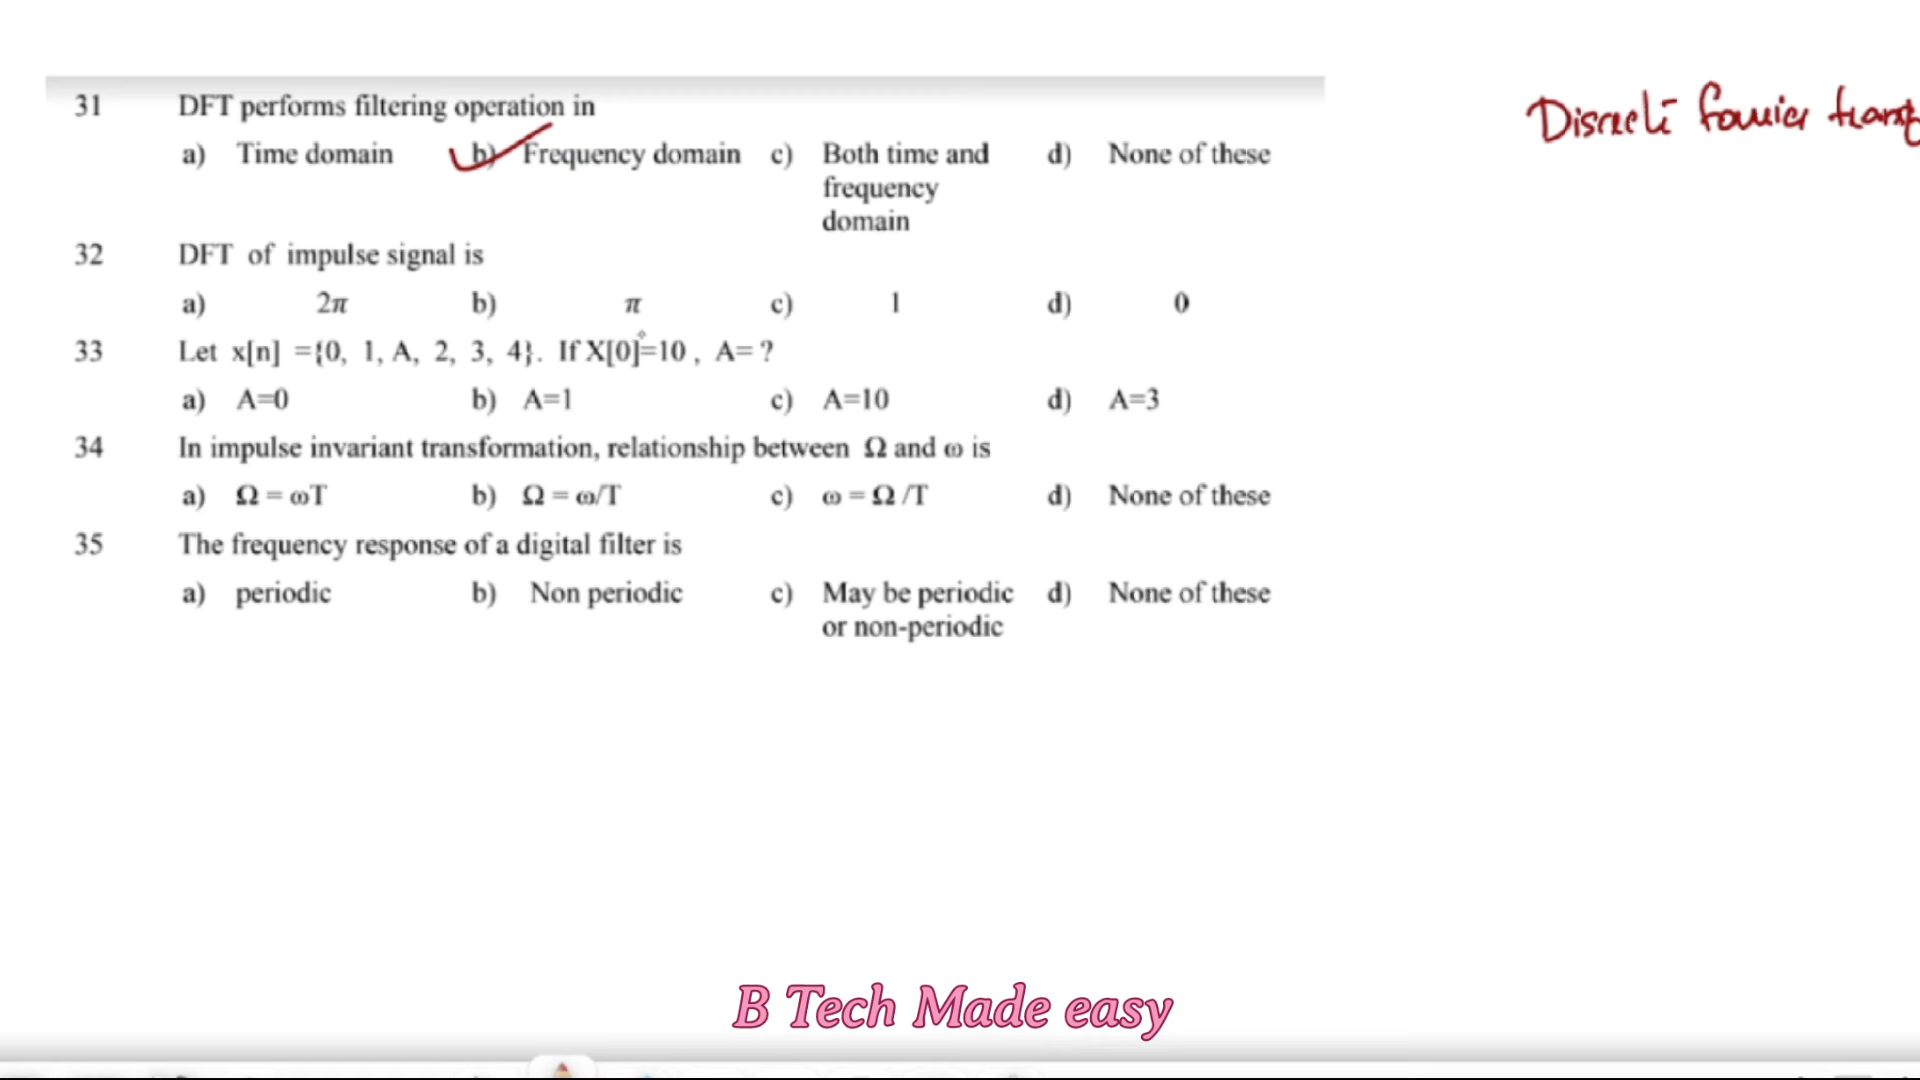 31 DFT performs filtering operation in
a) Time domain b) Frequency domain c) Both time and frequency domain d) None of these
32 DFT of impulse signal is
a) 2π b) π c) 1 d) 0
33 Let x[n] ={0, 1, A, 2, 3, 4}. If X[0]=10 , A= ?
a) A=0 b) A=1 c) A=10 d) A=3
34 In impulse invariant transformation, relationship between Ω and ω is
a) Ω = ωT b) Ω = ω/T c) ω = Ω /T d) None of these
35 The frequency response of a digital filter is
a) periodic b) Non periodic c) May be periodic or non-periodic d) None of these
B Tech Made easy